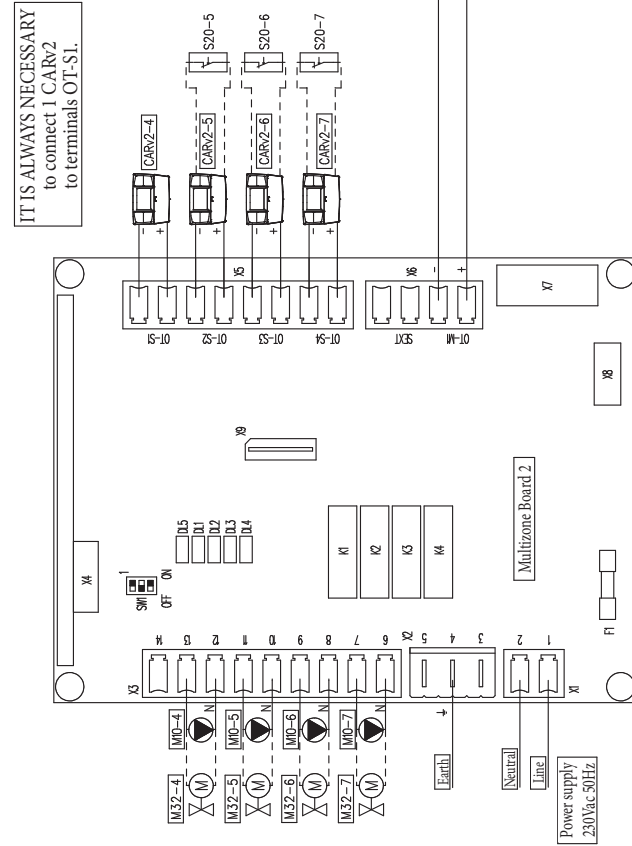 IT IS ALWAYS NECESSARY
to connect 1 CARv2
to terminals OT-S1.
S20-5
S20-6
S20-7
CARv2-4
CARv2-5
CARv2-6
CARv2-7
-
+
-
+
-
+
-
+
X5
OT-S1
OT-S2
OT-S3
OT-S4
X6
-
+
SEXT
OT-M1
X7
X8
X9
DL5
DL1
DL2
DL3
DL4
X4
1
SW1
OFF
ON
K1
K2
K3
K4
Multizone Board 2
F1
X3
14
13
12
11
10
9
8
7
6
X2
5
4
3
2
1
X1
M10-4
M10-5
M10-6
M10-7
N
N
N
N
M32-4
M32-5
M32-6
M32-7
M
M
M
M
Earth
Neutral
Line
Power supply
230Vac 50Hz